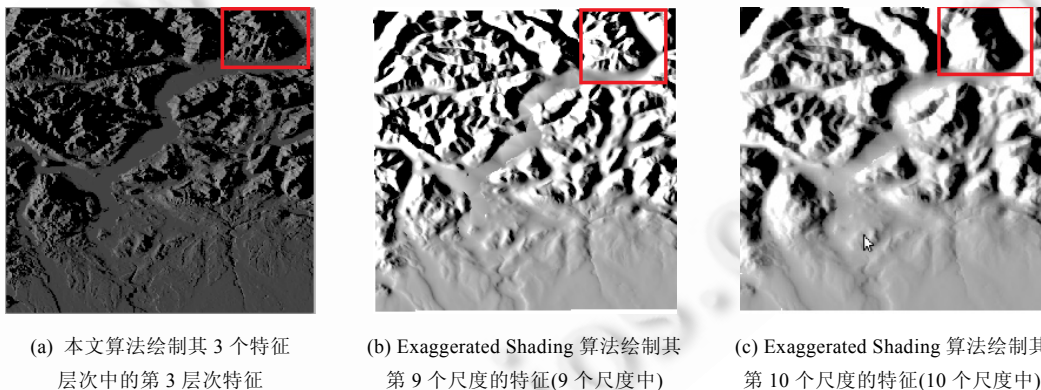 (a) 本文算法绘制其 3 个特征
层次中的第 3 层次特征
(b) Exaggerated Shading 算法绘制其
第 9 个尺度的特征(9 个尺度中)
(c) Exaggerated Shading 算法绘制其
第 10 个尺度的特征(10 个尺度中)